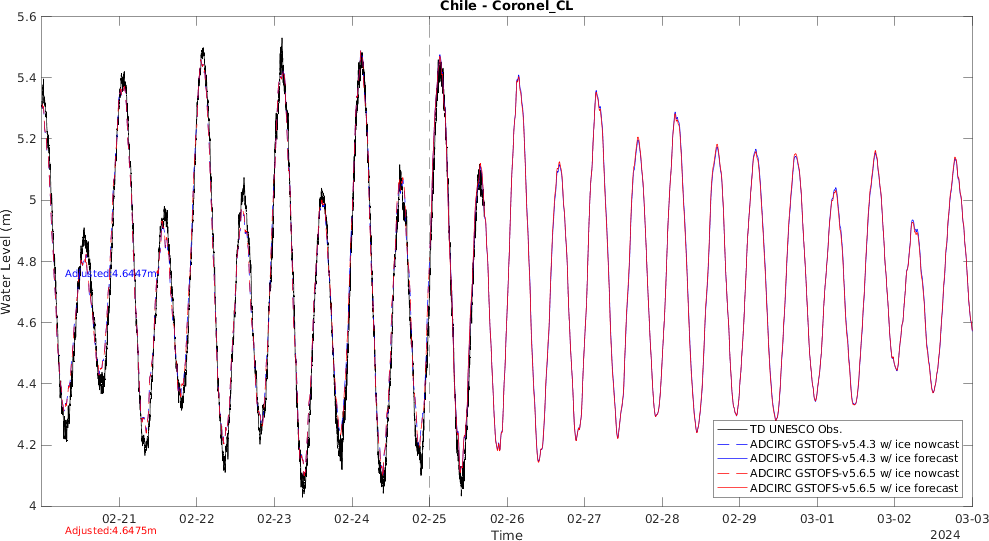 Chile - Coronel_CL
5.6
5.4
5.2
5
4.8
4.6
4.4
4.2
4
Water Level (m)
Adjusted:4.6447m
TD UNESCO Obs.
ADCIRC GSTOFS-v5.4.3 w/ ice nowcast
ADCIRC GSTOFS-v5.4.3 w/ ice forecast
ADCIRC GSTOFS-v5.6.5 w/ ice nowcast
ADCIRC GSTOFS-v5.6.5 w/ ice forecast
02-21 02-22 02-23 02-24 02-25 02-26 02-27 02-28 02-29 03-01 03-02 03-03
Adjusted:4.6475m
Time
2024